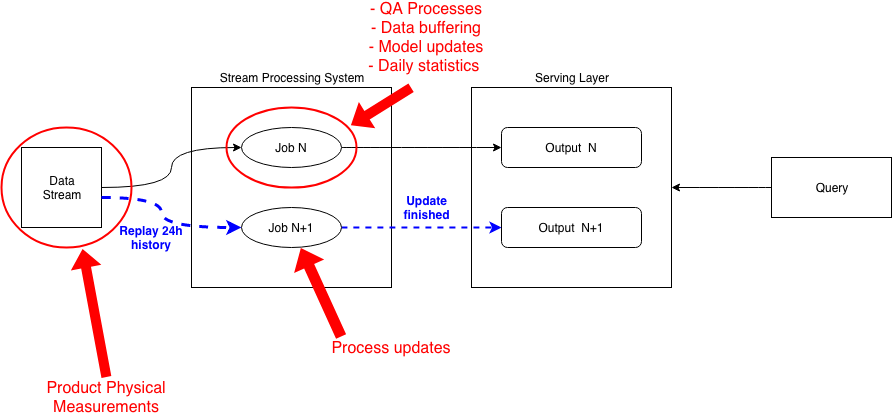 - QA Processes
- Data buffering
- Model updates
- Daily statistics
Stream Processing System
Serving Layer
Job N
Output  N
Data
Stream
Query
Update
finished
Replay 24h
history
Job N+1
Output  N+1
Process updates
Product Physical
Measurements